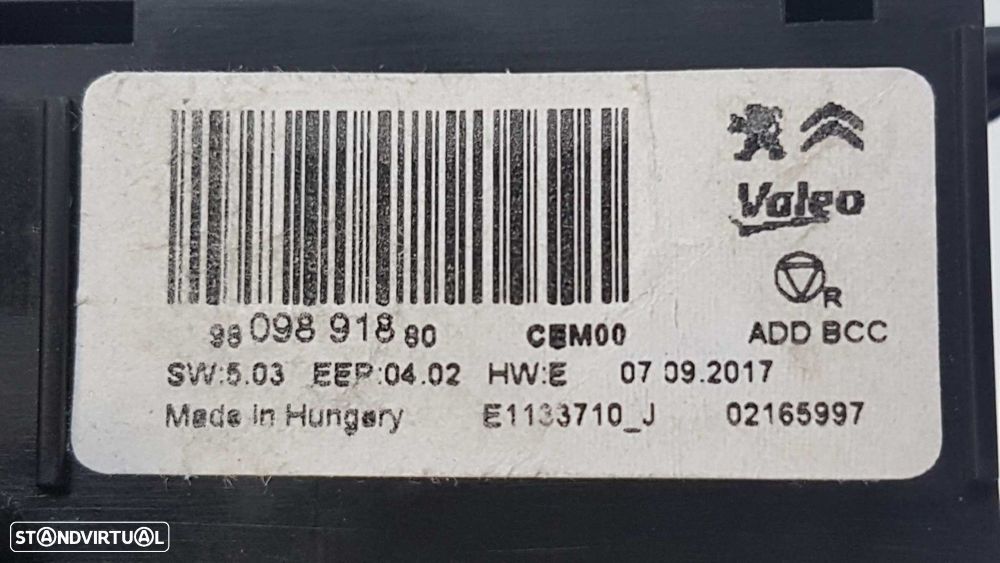 Valeo
R
98 098 918 80 CEM00 ADD BCC
SW:5.03 EEP:04.02 HW:E 07.09.2017
Made in Hungary E1133710_J 02165997
STANDVIRTUAL